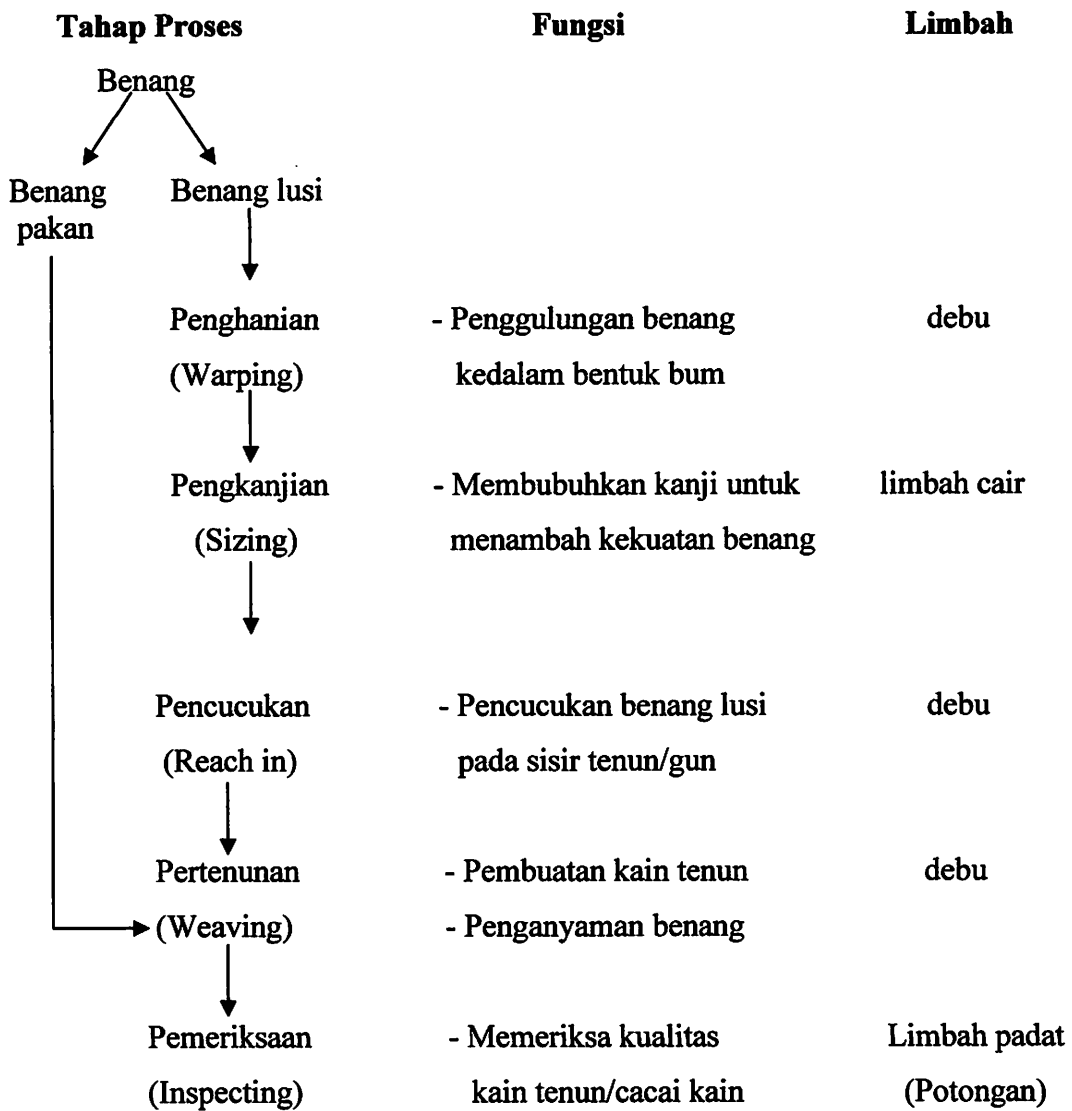 Tahap Proses Fungsi Limbah
Benang
Benang Benang lusi
pakan
Penghanian - Penggulungan benang debu
(Warping) kedalam bentuk bum
Pengkanjian - Membubuhkan kanji untuk limbah cair
(Sizing) menambah kekuatan benang
Pencucukan - Pencucukan benang lusi debu
(Reach in) pada sisir tenun/gun
Pertenunan - Pembuatan kain tenun debu
(Weaving) - Penganyaman benang
Pemeriksaan - Memeriksa kualitas Limbah padat
(Inspecting) kain tenun/cacai kain (Potongan)